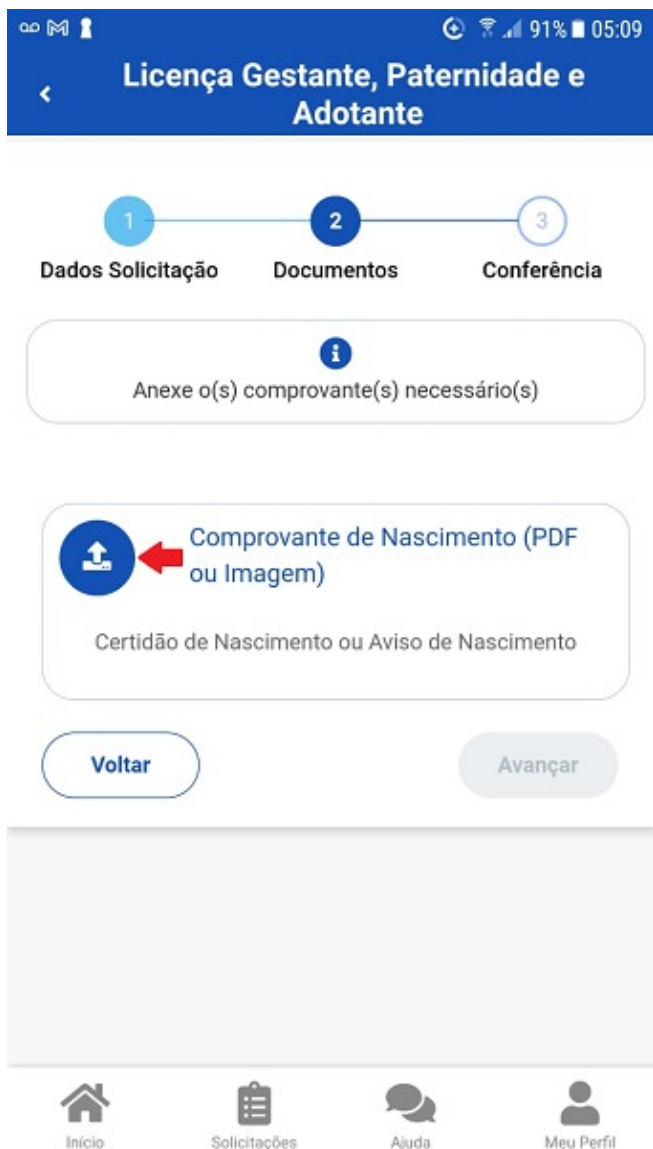 91% 05:09
Licença Gestante, Paternidade e
Adotante
1
2
3
Dados Solicitação Documentos Conferência
Anexe o(s) comprovante(s) necessário(s)
Comprovante de Nascimento (PDF
ou Imagem)
Certidão de Nascimento ou Aviso de Nascimento
Voltar Avançar
Início Solicitações Ajuda Meu Perfil